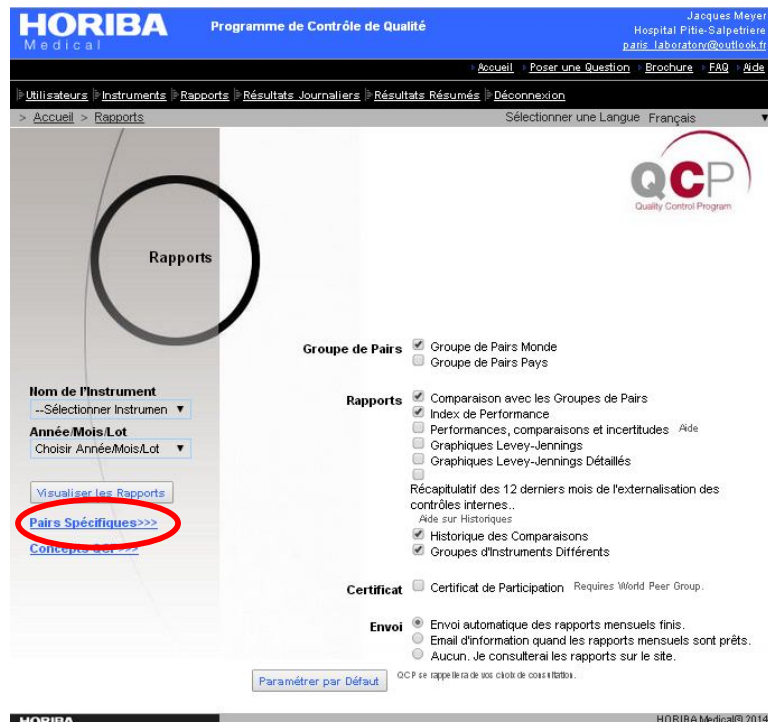 HORIBA
Medical
Programme de Contrôle de Qualité
Jacques Meyer
Hospital Pitie-Salpetriere
paris_laboratory@outlook.fr
Accueil Poser une Question Brochure FAQ Aide
Utilisateurs Instruments Rapports Résultats Journaliers Résultats Résumés Déconnexion
> Accueil > Rapports
Sélectionner une Langue Français
QCP
Quality Control Program
Rapports
Groupe de Pairs
Groupe de Pairs Monde
Groupe de Pairs Pays
Nom de l'Instrument
--Sélectionner Instrumen
Année/Mois/Lot
Choisir Année/Mois/Lot
Visualiser les Rapports
Pairs Spécifiques>>>
Concepts QCP>>>
Rapports
Comparaison avec les Groupes de Pairs
Index de Performance
Performances, comparaisons et incertitudes Aide
Graphiques Levey-Jennings
Graphiques Levey-Jennings Détaillés
Récapitulatif des 12 derniers mois de l'externalisation des
contrôles internes..
Aide sur Historiques
Historique des Comparaisons
Groupes d'Instruments Différents
Certificat
Certificat de Participation Requires World Peer Group.
Envoi
Envoi automatique des rapports mensuels finis.
Email d'information quand les rapports mensuels sont prêts.
Aucun. Je consulterai les rapports sur le site.
Paramétrer par Défaut
QCP se rappellera de vos choix de consultation.
HORIBA
HORIBA Medical© 2014